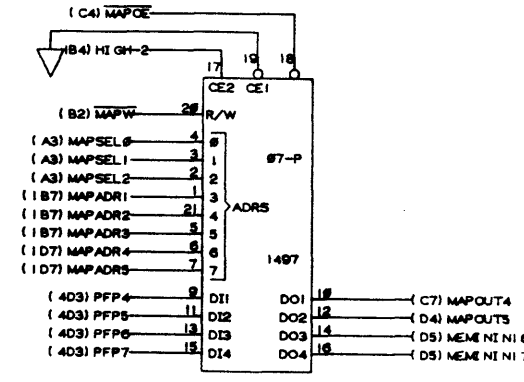 (C4) MAPOE
(B4) HIGH-2
17 19 18
CE2 CE1
(B2) MAPW 20 R/W
(A3) MAPSEL0 4 0
(A3) MAPSEL1 3 1
(A3) MAPSEL2 2 2
(1B7) MAPADR1 1 3
(1B7) MAPADR2 21 4
(1B7) MAPADR3 5 5
(1D7) MAPADR4 6 6
(1D7) MAPADR5 7 7
ADRS
07-P
1497
(4D3) PFP4 9 DI1 DO1 10 (C7) MAPOUT4
(4D3) PFP5 11 DI2 DO2 12 (D4) MAPOUT5
(4D3) PFP6 13 DI3 DO3 14 (D5) MEMININ16
(4D3) PFP7 15 DI4 DO4 16 (D5) MEMININ17